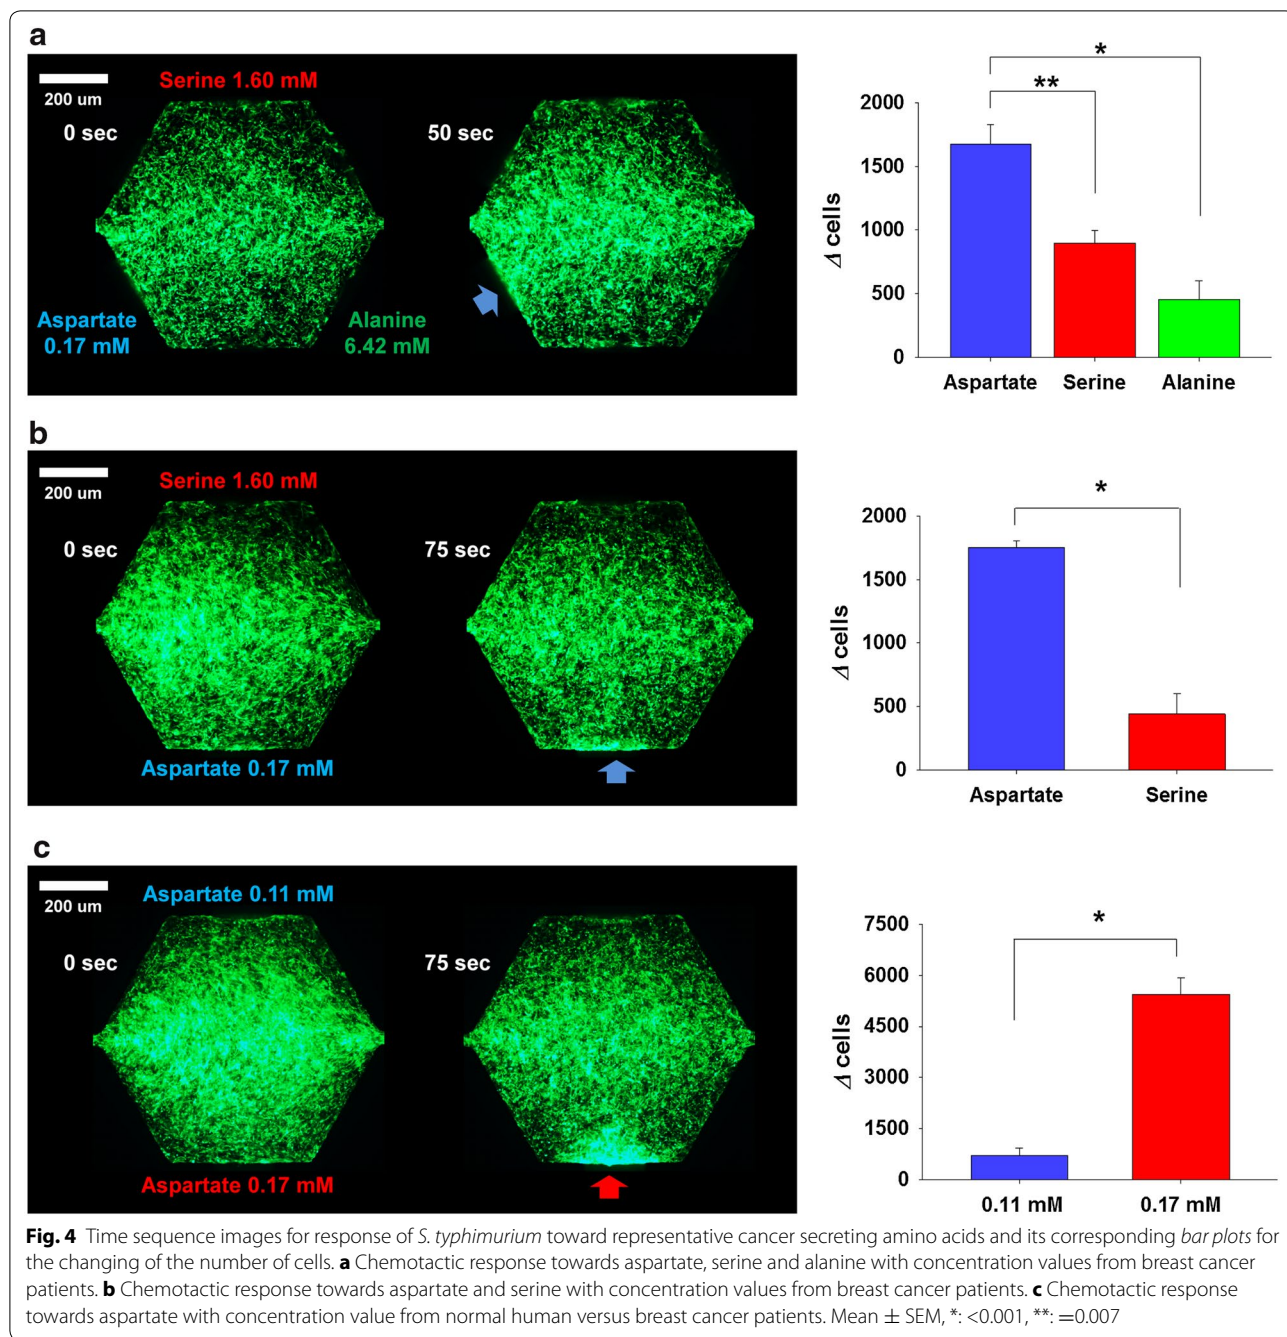 a
Serine 1.60 mM
200 um
0 sec
50 sec
Aspartate
0.17 mM
Alanine
6.42 mM
*
**
2000
1500
1000
500
0
Δ cells
Aspartate Serine Alanine
b
Serine 1.60 mM
200 um
0 sec
75 sec
Aspartate 0.17 mM
*
2000
1500
1000
500
0
Δ cells
Aspartate Serine
c
Aspartate 0.11 mM
200 um
0 sec
75 sec
Aspartate 0.17 mM
*
7500
6000
4500
3000
1500
0
Δ cells
0.11 mM 0.17 mM
Fig. 4 Time sequence images for response of S. typhimurium toward representative cancer secreting amino acids and its corresponding bar plots for
the changing of the number of cells. a Chemotactic response towards aspartate, serine and alanine with concentration values from breast cancer
patients. b Chemotactic response towards aspartate and serine with concentration values from breast cancer patients. c Chemotactic response
towards aspartate with concentration value from normal human versus breast cancer patients. Mean ± SEM, *: <0.001, **: =0.007